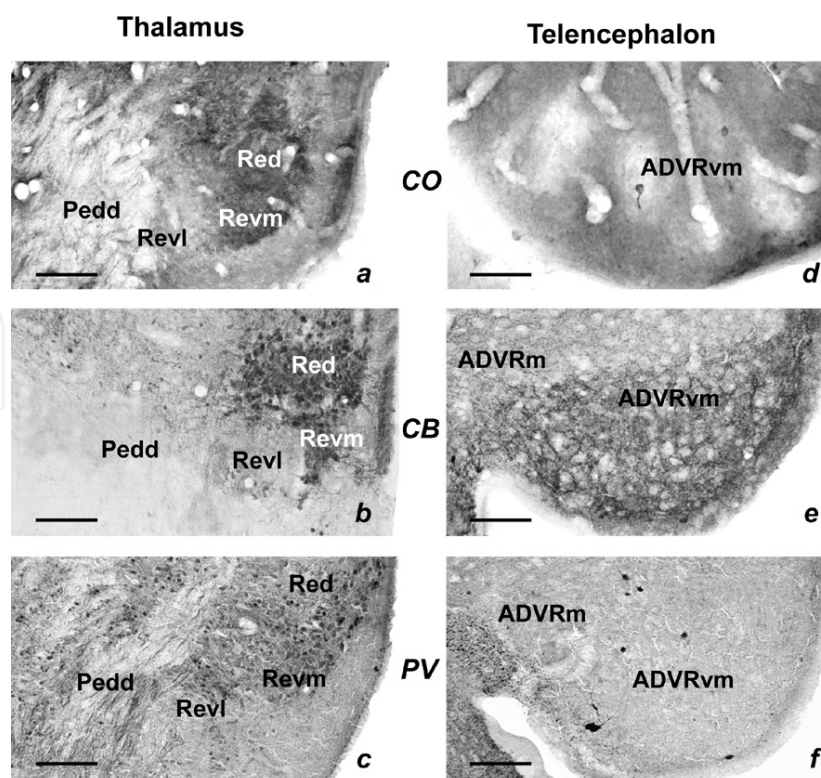 Thalamus
Telencephalon
Red
Pedd
Revl
Revm
a
CO
ADVRvm
d
Red
Revm
Pedd
Revl
b
CB
ADVRm
ADVRvm
e
Red
Pedd
Revl
Revm
c
PV
ADVRm
ADVRvm
f